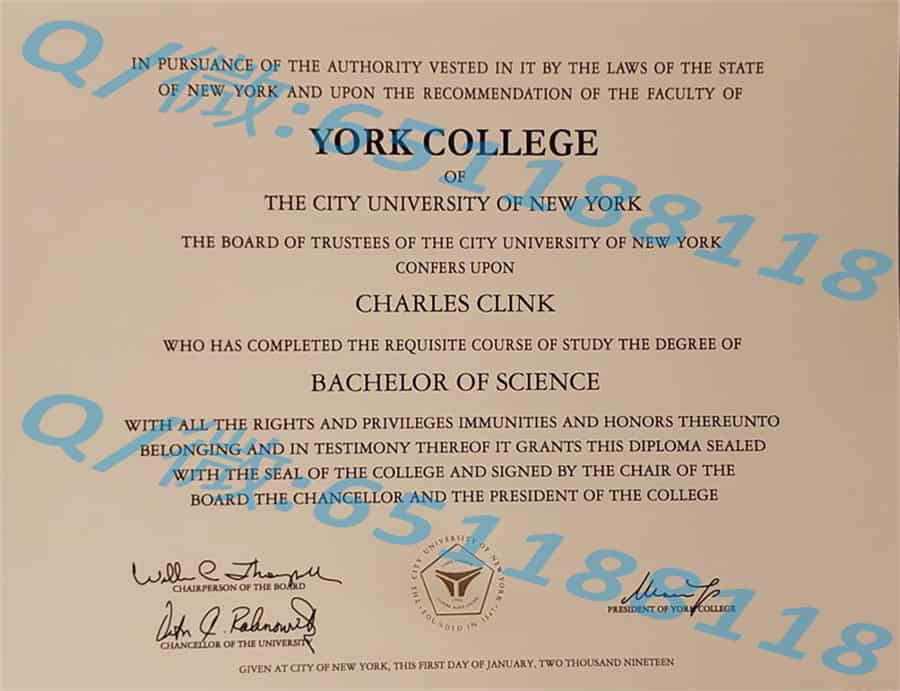 IN PURSUANCE OF THE AUTHORITY VESTED IN IT BY THE LAWS OF THE STATE
OF NEW YORK AND UPON THE RECOMMENDATION OF THE FACULTY OF
YORK COLLEGE
OF
THE CITY UNIVERSITY OF NEW YORK
THE BOARD OF TRUSTEES OF THE CITY UNIVERSITY OF NEW YORK
CONFERS UPON
CHARLES CLINK
WHO HAS COMPLETED THE REQUISITE COURSE OF STUDY THE DEGREE OF
BACHELOR OF SCIENCE
WITH ALL THE RIGHTS AND PRIVILEGES IMMUNITIES AND HONORS THEREUNTO
BELONGING AND IN TESTIMONY THEREOF IT GRANTS THIS DIPLOMA SEALED
WITH THE SEAL OF THE COLLEGE AND SIGNED BY THE CHAIR OF THE
BOARD THE CHANCELLOR AND THE PRESIDENT OF THE COLLEGE
CHAIRPERSON OF THE BOARD
CHANCELLOR OF THE UNIVERSITY
THE CITY UNIVERSITY OF NEW YORK
FOUNDED IN 1847
PRESIDENT OF YORK COLLEGE
GIVEN AT CITY OF NEW YORK, THIS FIRST DAY OF JANUARY, TWO THOUSAND NINETEEN
Q/微:651188118
Q/微:651188118